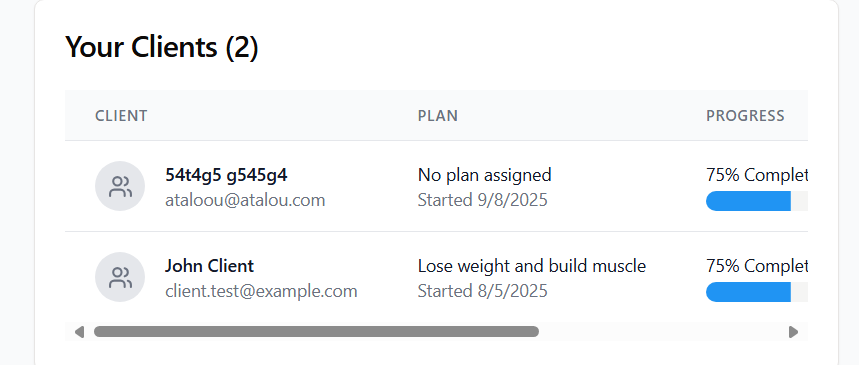 Your Clients (2)
CLIENT PLAN PROGRESS
54t4g5 g545g4 No plan assigned 75% Complet
ataloou@atalou.com Started 9/8/2025
John Client Lose weight and build muscle 75% Complet
client.test@example.com Started 8/5/2025